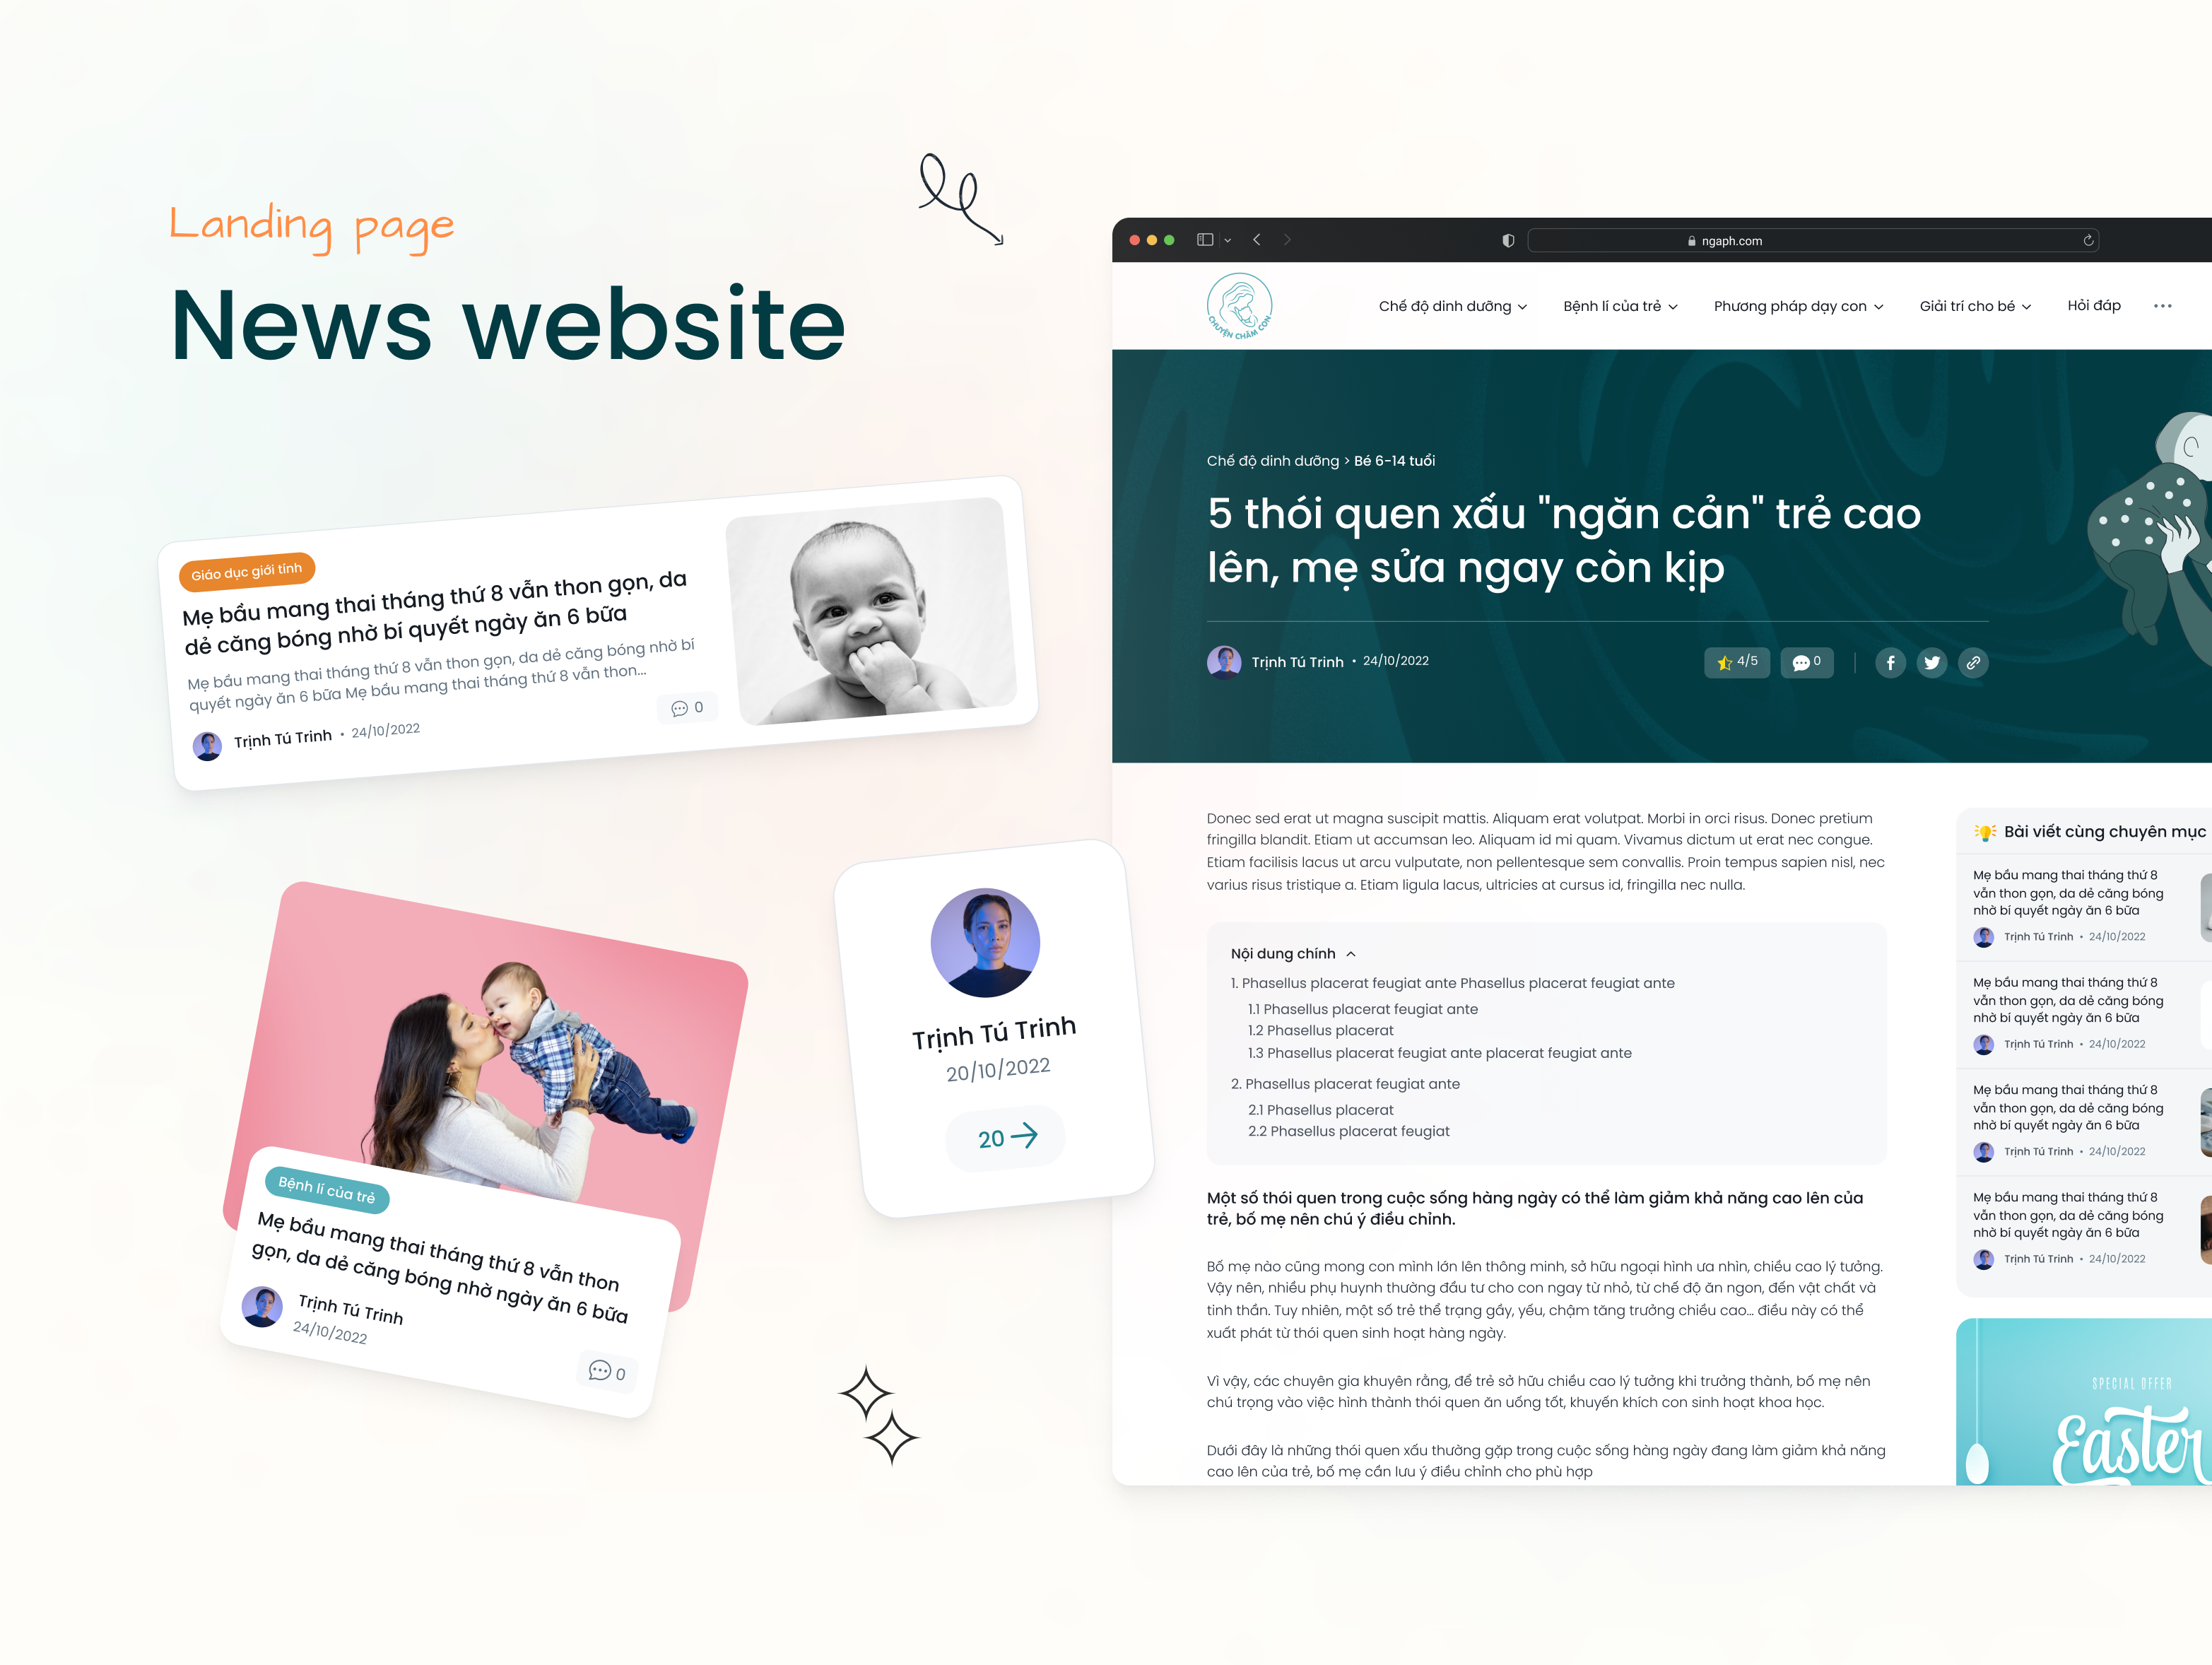 Landing page
News website
Giáo dục giới tính
Mẹ bầu mang thai tháng thứ 8 vẫn thon gọn, da
dẻ căng bóng nhờ bí quyết ngày ăn 6 bữa
Mẹ bầu mang thai tháng thứ 8 vẫn thon gọn, da dẻ căng bóng nhờ bí
quyết ngày ăn 6 bữa Mẹ bầu mang thai tháng thứ 8 vẫn thon...
Trịnh Tú Trinh • 24/10/2022
0
Bệnh lí của trẻ
Mẹ bầu mang thai tháng thứ 8 vẫn thon
gọn, da dẻ căng bóng nhờ ngày ăn 6 bữa
Trịnh Tú Trinh
24/10/2022
0
Trịnh Tú Trinh
20/10/2022
20
ngaph.com
CHUYỆN CHĂM CON
Chế độ dinh dưỡng
Bệnh lí của trẻ
Phương pháp dạy con
Giải trí cho bé
Hỏi đáp
Chế độ dinh dưỡng > Bé 6-14 tuổi
5 thói quen xấu "ngăn cản" trẻ cao
lên, mẹ sửa ngay còn kịp
Trịnh Tú Trinh • 24/10/2022
4/5
0
Donec sed erat ut magna suscipit mattis. Aliquam erat volutpat. Morbi in orci risus. Donec pretium
fringilla blandit. Etiam ut accumsan leo. Aliquam id mi quam. Vivamus dictum ut erat nec congue.
Etiam facilisis lacus ut arcu vulputate, non pellentesque sem convallis. Proin tempus sapien nisl, nec
varius risus tristique a. Etiam ligula lacus, ultricies at cursus id, fringilla nec nulla.
Nội dung chính
1. Phasellus placerat feugiat ante Phasellus placerat feugiat ante
1.1 Phasellus placerat feugiat ante
1.2 Phasellus placerat
1.3 Phasellus placerat feugiat ante placerat feugiat ante
2. Phasellus placerat feugiat ante
2.1 Phasellus placerat
2.2 Phasellus placerat feugiat
Một số thói quen trong cuộc sống hàng ngày có thể làm giảm khả năng cao lên của
trẻ, bố mẹ nên chú ý điều chỉnh.
Bố mẹ nào cũng mong con mình lớn lên thông minh, sở hữu ngoại hình ưa nhìn, chiều cao lý tưởng.
Vậy nên, nhiều phụ huynh thường đầu tư cho con ngay từ nhỏ, từ chế độ ăn ngon, đến vật chất và
tinh thần. Tuy nhiên, một số trẻ thể trạng gầy, yếu, chậm tăng trưởng chiều cao... điều này có thể
xuất phát từ thói quen sinh hoạt hàng ngày.
Vì vậy, các chuyên gia khuyên rằng, để trẻ sở hữu chiều cao lý tưởng khi trưởng thành, bố mẹ nên
chú trọng vào việc hình thành thói quen ăn uống tốt, khuyến khích con sinh hoạt khoa học.
Dưới đây là những thói quen xấu thường gặp trong cuộc sống hàng ngày đang làm giảm khả năng
cao lên của trẻ, bố mẹ cần lưu ý điều chỉnh cho phù hợp
Bài viết cùng chuyên mục
Mẹ bầu mang thai tháng thứ 8
vẫn thon gọn, da dẻ căng bóng
nhờ bí quyết ngày ăn 6 bữa
Trịnh Tú Trinh • 24/10/2022
Mẹ bầu mang thai tháng thứ 8
vẫn thon gọn, da dẻ căng bóng
nhờ bí quyết ngày ăn 6 bữa
Trịnh Tú Trinh • 24/10/2022
Mẹ bầu mang thai tháng thứ 8
vẫn thon gọn, da dẻ căng bóng
nhờ bí quyết ngày ăn 6 bữa
Trịnh Tú Trinh • 24/10/2022
Mẹ bầu mang thai tháng thứ 8
vẫn thon gọn, da dẻ căng bóng
nhờ bí quyết ngày ăn 6 bữa
Trịnh Tú Trinh • 24/10/2022
SPECIAL OFFER
Easter